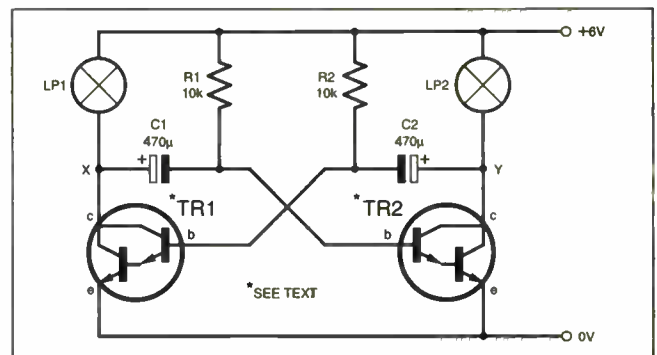 +6V
LP1
R1
10k
R2
10k
LP2
C1
470µ
C2
470µ
+
+
X
Y
*TR1
*TR2
c
b
e
c
b
e
*SEE TEXT
0V